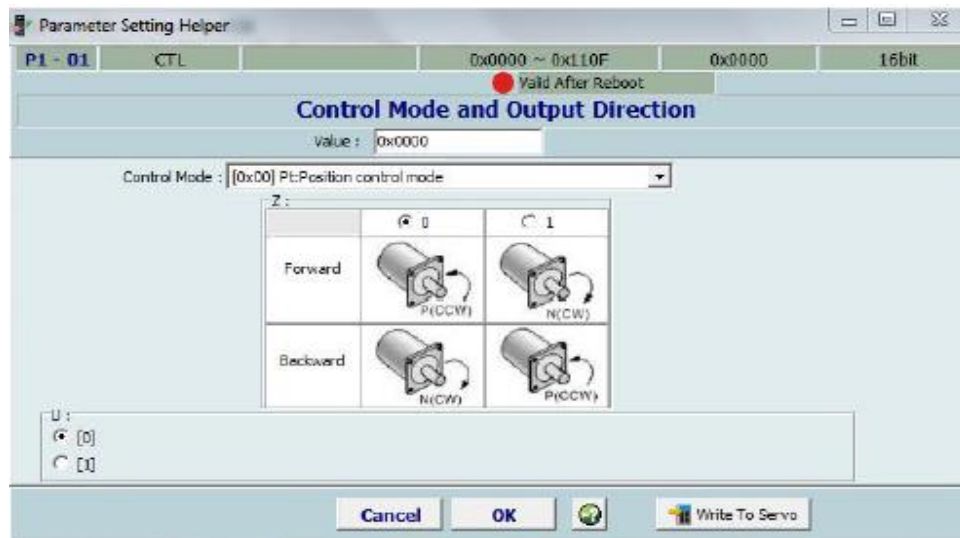 Parameter Setting Helper
P1 - 01 CTL 0x0000 ~ 0x110F 0x0000 16bit
Valid After Reboot
Control Mode and Output Direction
Value : 0x0000
Control Mode : [0x00] Pt:Position control mode
Z :
0 1
Forward
P(CCW) N(CW)
Backward
N(CW) P(CCW)
U :
[0]
[1]
Cancel OK Write To Servo